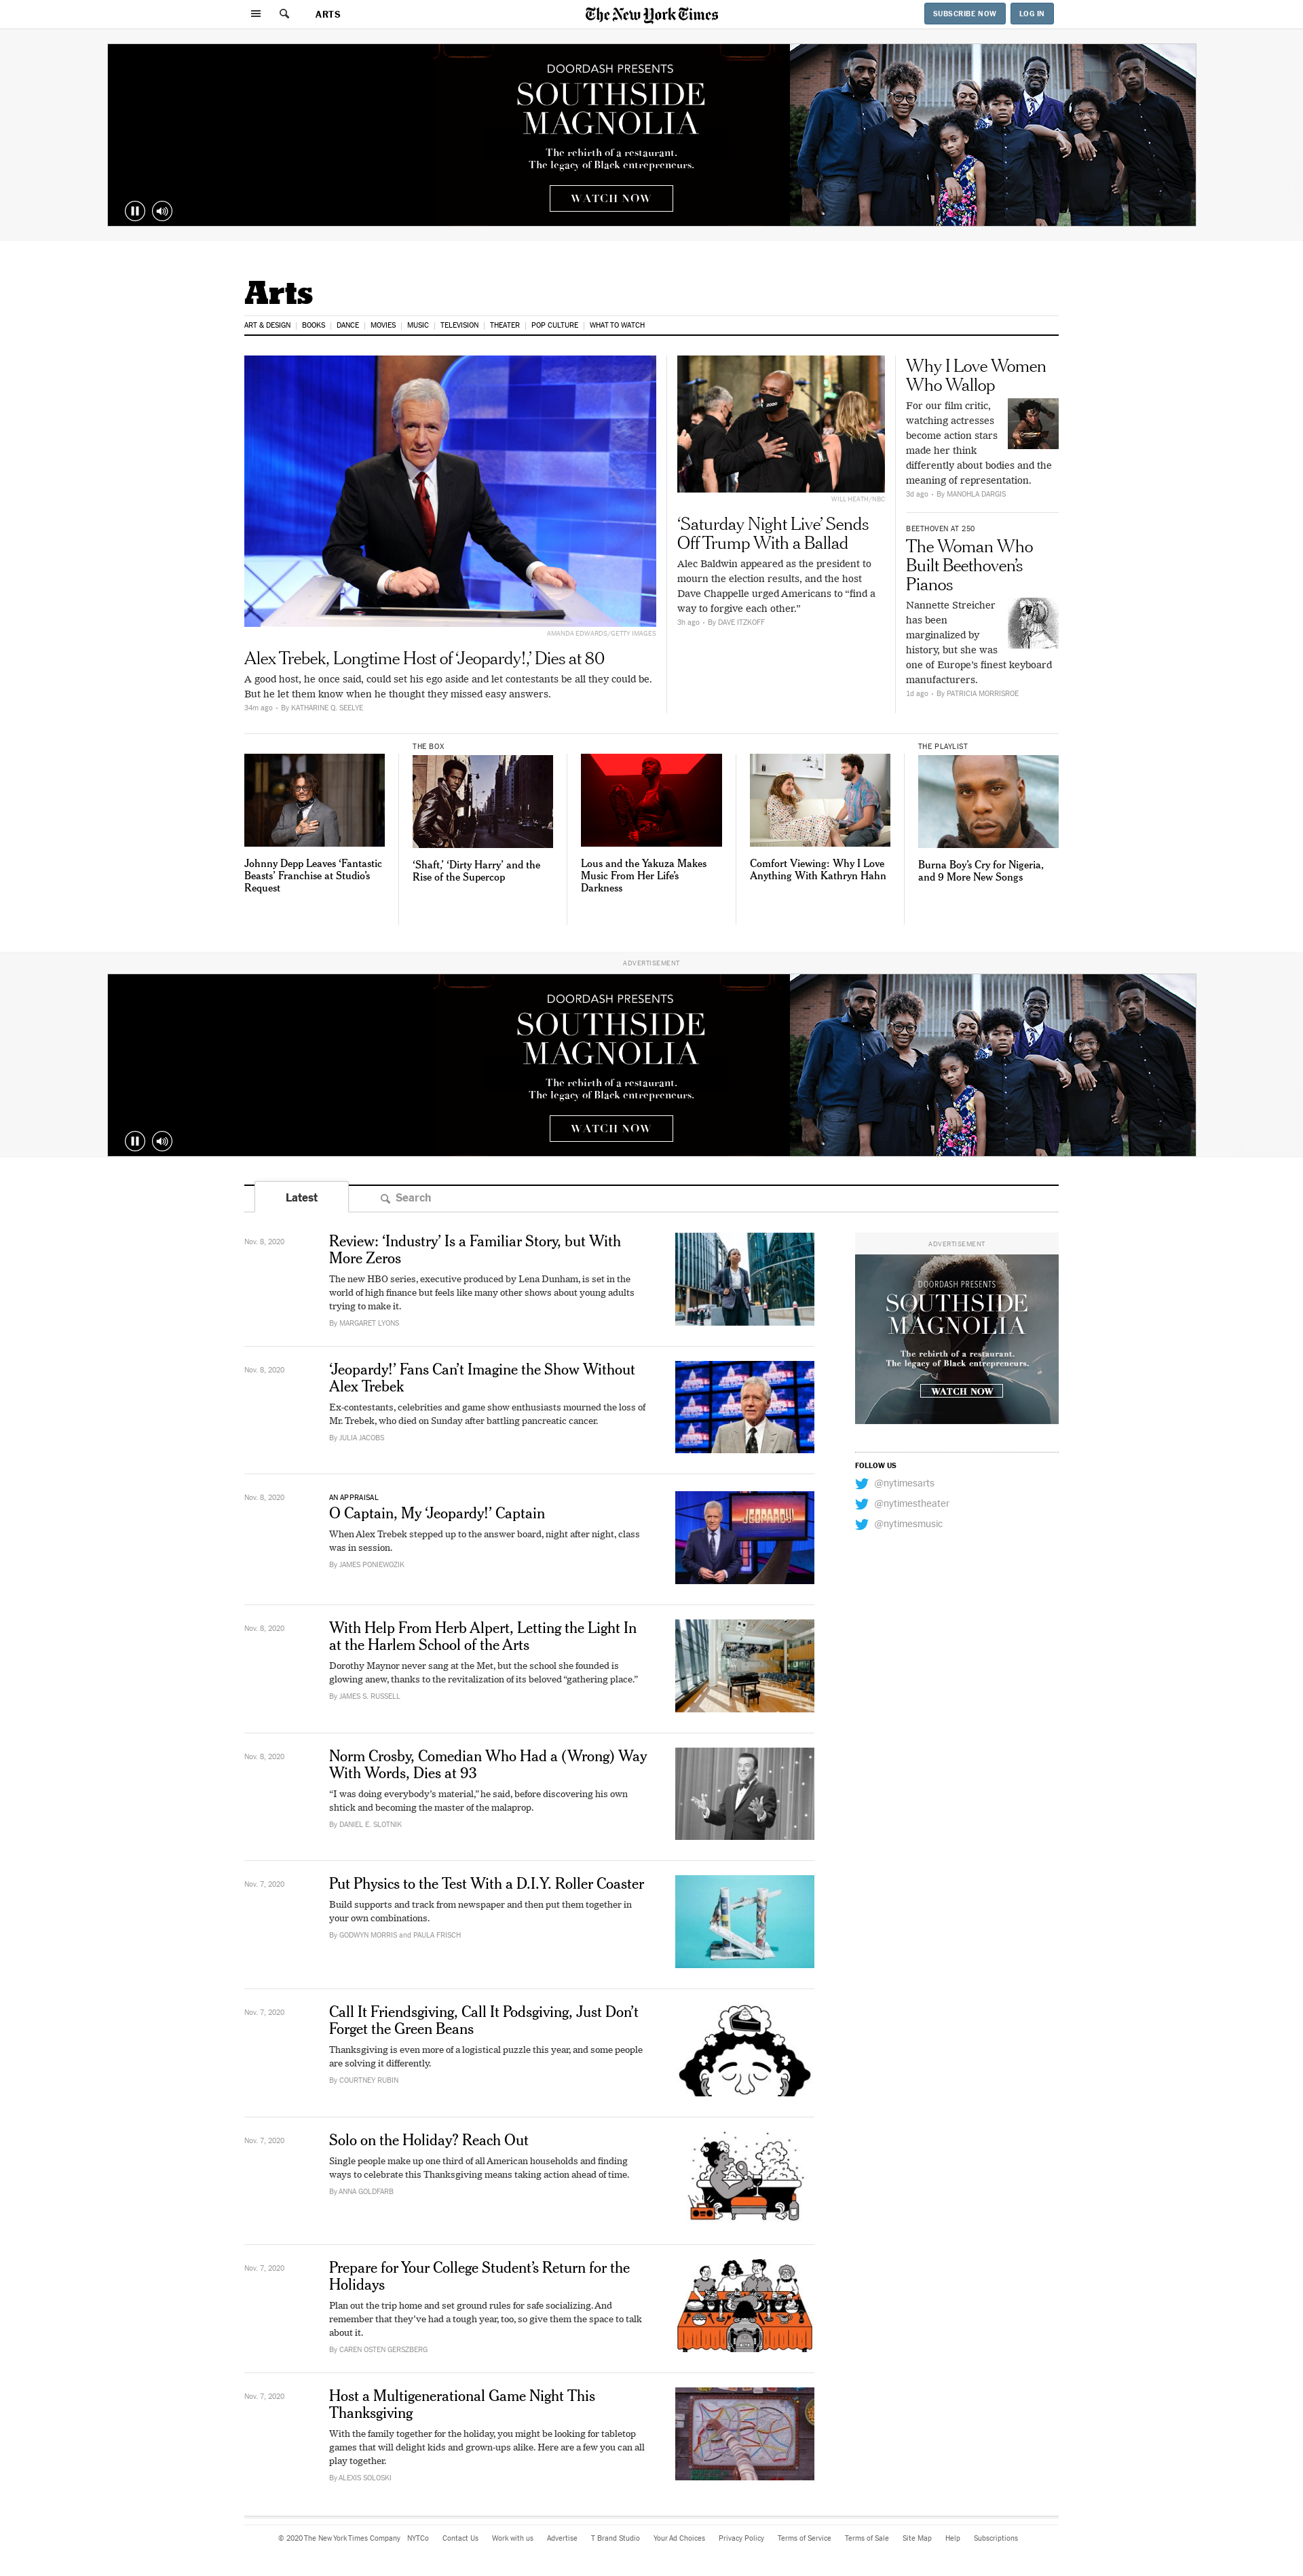 ARTS
The New York Times
SUBSCRIBE NOW
LOG IN
DOORDASH PRESENTS
SOUTHSIDE
MAGNOLIA
The rebirth of a restaurant.
The legacy of Black entrepreneurs.
WATCH NOW
Arts
ART & DESIGN | BOOKS | DANCE | MOVIES | MUSIC | TELEVISION | THEATER | POP CULTURE | WHAT TO WATCH
AMANDA EDWARDS/GETTY IMAGES
Alex Trebek, Longtime Host of ‘Jeopardy!,’ Dies at 80
A good host, he once said, could set his ego aside and let contestants be all they could be.
But he let them know when he thought they missed easy answers.
34m ago • By KATHARINE Q. SEELYE
2020
WILL HEATH/NBC
‘Saturday Night Live’ Sends
Off Trump With a Ballad
Alec Baldwin appeared as the president to
mourn the election results, and the host
Dave Chappelle urged Americans to “find a
way to forgive each other.”
3h ago • By DAVE ITZKOFF
Why I Love Women
Who Wallop
For our film critic,
watching actresses
become action stars
made her think
differently about bodies and the
meaning of representation.
3d ago • By MANOHLA DARGIS
BEETHOVEN AT 250
The Woman Who
Built Beethoven’s
Pianos
Nannette Streicher
has been
marginalized by
history, but she was
one of Europe’s finest keyboard
manufacturers.
1d ago • By PATRICIA MORRISROE
Johnny Depp Leaves ‘Fantastic
Beasts’ Franchise at Studio’s
Request
THE BOX
‘Shaft,’ ‘Dirty Harry’ and the
Rise of the Supercop
Lous and the Yakuza Makes
Music From Her Life’s
Darkness
Comfort Viewing: Why I Love
Anything With Kathryn Hahn
THE PLAYLIST
Burna Boy’s Cry for Nigeria,
and 9 More New Songs
ADVERTISEMENT
DOORDASH PRESENTS
SOUTHSIDE
MAGNOLIA
The rebirth of a restaurant.
The legacy of Black entrepreneurs.
WATCH NOW
Latest
Search
Nov. 8, 2020
Review: ‘Industry’ Is a Familiar Story, but With
More Zeros
The new HBO series, executive produced by Lena Dunham, is set in the
world of high finance but feels like many other shows about young adults
trying to make it.
By MARGARET LYONS
Nov. 8, 2020
‘Jeopardy!’ Fans Can’t Imagine the Show Without
Alex Trebek
Ex-contestants, celebrities and game show enthusiasts mourned the loss of
Mr. Trebek, who died on Sunday after battling pancreatic cancer.
By JULIA JACOBS
Nov. 8, 2020
AN APPRAISAL
O Captain, My ‘Jeopardy!’ Captain
When Alex Trebek stepped up to the answer board, night after night, class
was in session.
By JAMES PONIEWOZIK
JEOPARDY!
Nov. 8, 2020
With Help From Herb Alpert, Letting the Light In
at the Harlem School of the Arts
Dorothy Maynor never sang at the Met, but the school she founded is
glowing anew, thanks to the revitalization of its beloved “gathering place.”
By JAMES S. RUSSELL
Nov. 8, 2020
Norm Crosby, Comedian Who Had a (Wrong) Way
With Words, Dies at 93
“I was doing everybody’s material,” he said, before discovering his own
shtick and becoming the master of the malaprop.
By DANIEL E. SLOTNIK
Nov. 7, 2020
Put Physics to the Test With a D.I.Y. Roller Coaster
Build supports and track from newspaper and then put them together in
your own combinations.
By GODWYN MORRIS and PAULA FRISCH
Nov. 7, 2020
Call It Friendsgiving, Call It Podsgiving, Just Don’t
Forget the Green Beans
Thanksgiving is even more of a logistical puzzle this year, and some people
are solving it differently.
By COURTNEY RUBIN
Nov. 7, 2020
Solo on the Holiday? Reach Out
Single people make up one third of all American households and finding
ways to celebrate this Thanksgiving means taking action ahead of time.
By ANNA GOLDFARB
Nov. 7, 2020
Prepare for Your College Student’s Return for the
Holidays
Plan out the trip home and set ground rules for safe socializing. And
remember that they’ve had a tough year, too, so give them the space to talk
about it.
By CAREN OSTEN GERSZBERG
Nov. 7, 2020
Host a Multigenerational Game Night This
Thanksgiving
With the family together for the holiday, you might be looking for tabletop
games that will delight kids and grown-ups alike. Here are a few you can all
play together.
By ALEXIS SOLOSKI
ADVERTISEMENT
DOORDASH PRESENTS
SOUTHSIDE
MAGNOLIA
The rebirth of a restaurant.
The legacy of Black entrepreneurs.
WATCH NOW
FOLLOW US
@nytimesarts
@nytimestheater
@nytimesmusic
© 2020 The New York Times Company NYTCo Contact Us Work with us Advertise T Brand Studio Your Ad Choices Privacy Policy Terms of Service Terms of Sale Site Map Help Subscriptions